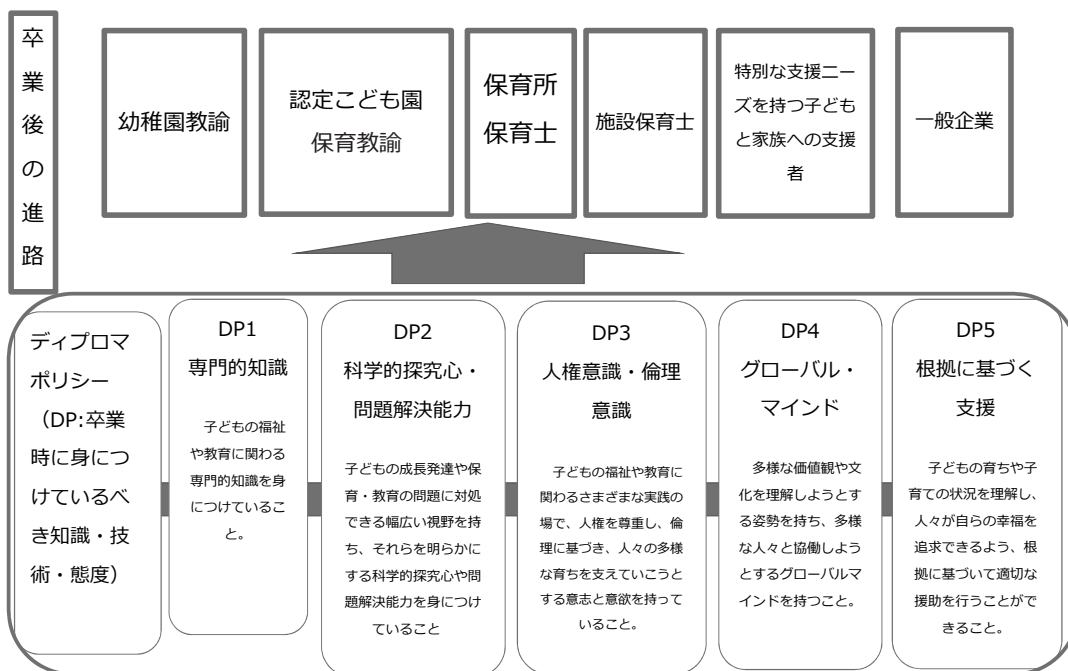 卒
業
後
の
進
路
幼稚園教諭
認定こども園
保育教諭
保育所
保育士
施設保育士
特別な支援ニー
ズを持つ子ども
と家族への支援
者
一般企業
ディプロマ
ポリシー
（DP:卒業
時に身につ
けているべ
き知識・技
術・態度）
DP1
専門的知識
子どもの福祉
や教育に関わる
専門的知識を身
につけているこ
と。
DP2
科学的探究心・
問題解決能力
子どもの成長発達や保
育・教育の問題に対処
できる幅広い視野を持
ち、それらを明らかに
する科学的探究心や問
題解決能力を身につけ
ていること
DP3
人権意識・倫理
意識
子どもの福祉や教育に
関わるさまざまな実践の
場で、人権を尊重し、倫
理に基づき、人々の多様
な育ちを支えていこうと
する意志と意欲を持って
いること。
DP4
グローバル・
マインド
多様な価値観や文
化を理解しようとす
る姿勢を持ち、多様
な人々と協働しよう
とするグローバルマ
インドを持つこと。
DP5
根拠に基づく
支援
子どもの育ちや子
育ての状況を理解し、
人々が自らの幸福を
追求できるよう、根
拠に基づいて適切な
援助を行うことがで
きること。